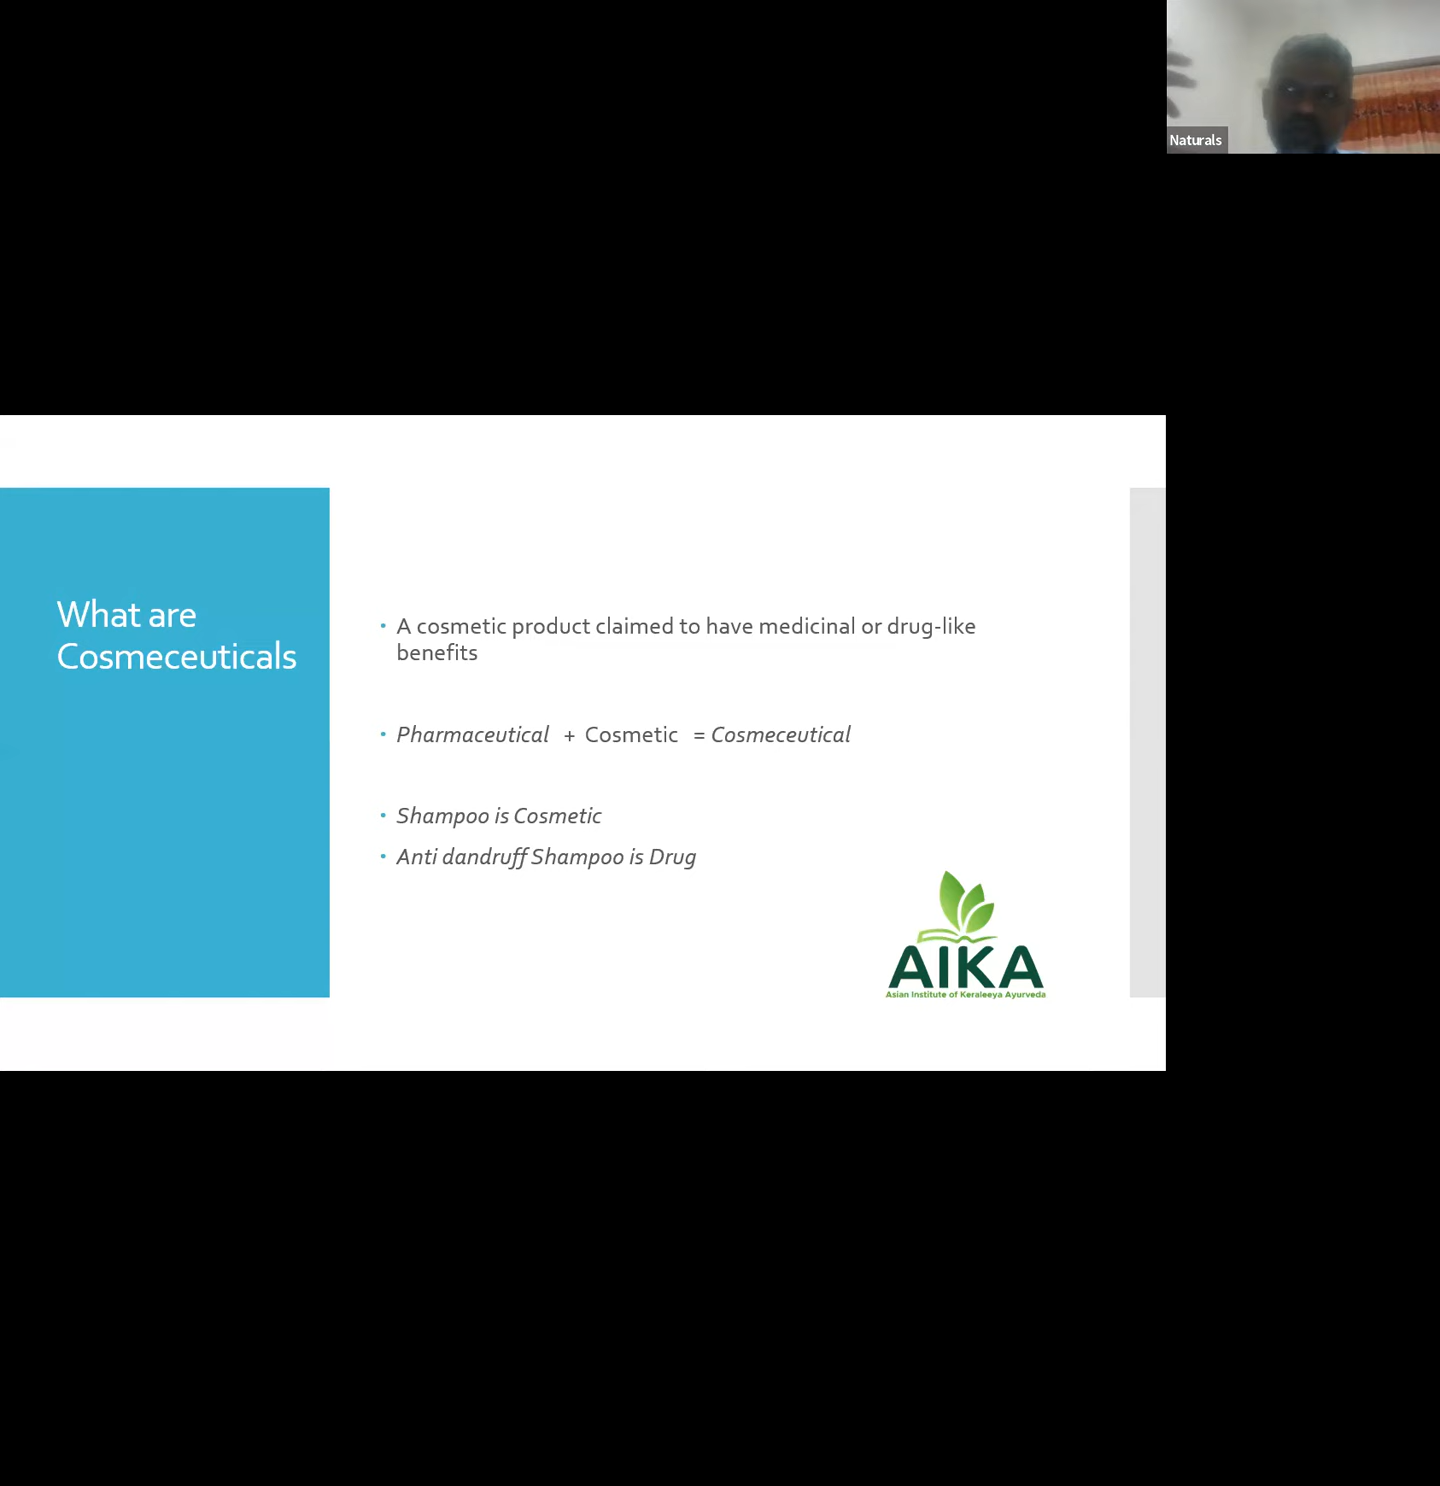 Naturals
What are
Cosmeceuticals
• A cosmetic product claimed to have medicinal or drug-like
benefits
• Pharmaceutical + Cosmetic = Cosmeceutical
• Shampoo is Cosmetic
• Anti dandruff Shampoo is Drug
AIKA
Asian Institute of Keraleeya Ayurveda